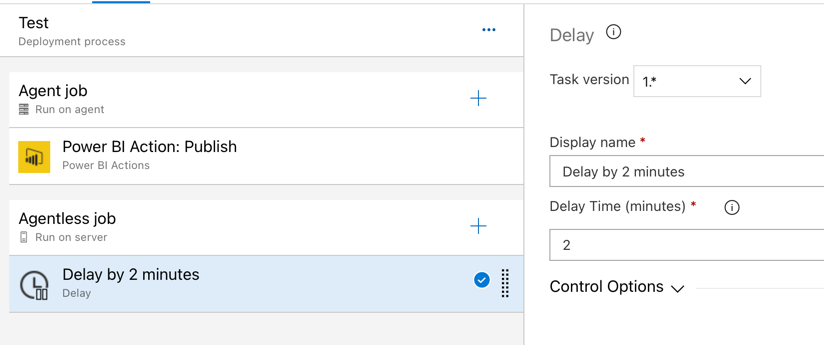 Test
Deployment process
Agent job
Run on agent
Power BI Action: Publish
Power BI Actions
Agentless job
Run on server
Delay by 2 minutes
Delay
Delay
Task version 1.*
Display name *
Delay by 2 minutes
Delay Time (minutes) *
2
Control Options